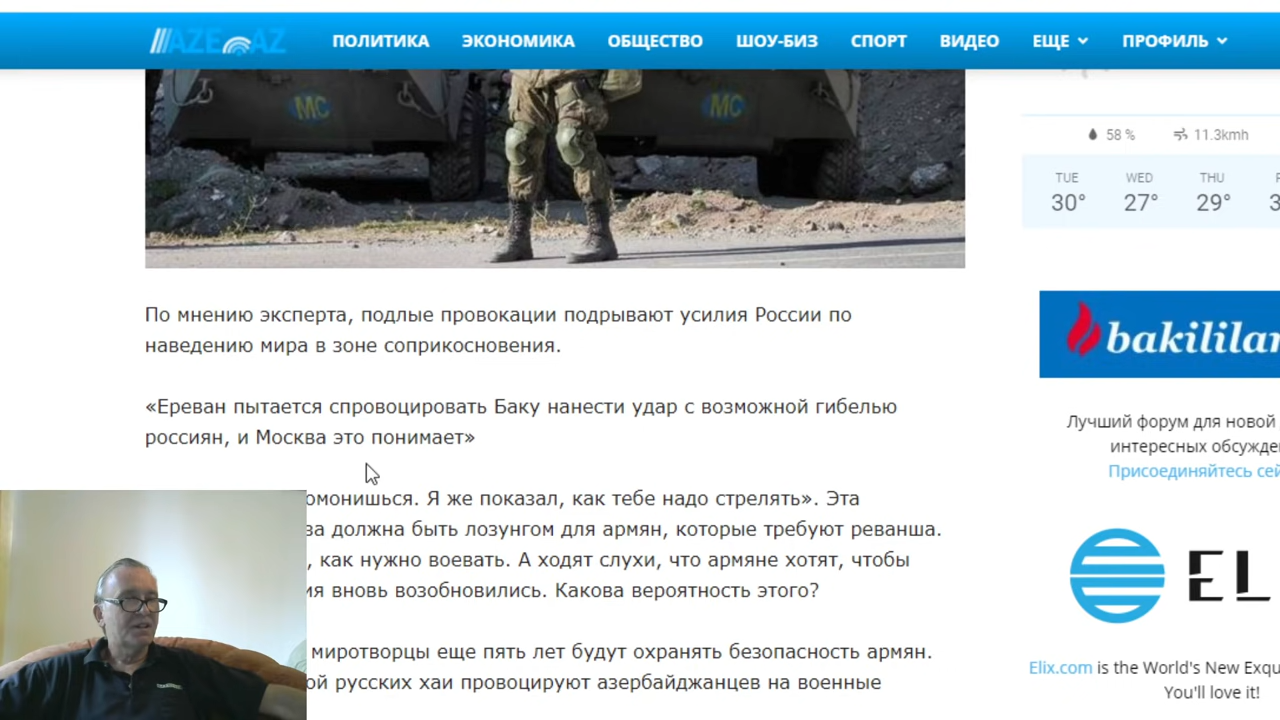 AZE AZ ПОЛИТИКА ЭКОНОМИКА ОБЩЕСТВО ШОУ-БИЗ СПОРТ ВИДЕО ЕЩЕ ПРОФИЛЬ
МС МС
58 % 11.3kmh
TUE WED THU
30° 27° 29°
По мнению эксперта, подлые провокации подрывают усилия России по
наведению мира в зоне соприкосновения.
«Ереван пытается спровоцировать Баку нанести удар с возможной гибелью
россиян, и Москва это понимает»
омонишься. Я же показал, как тебе надо стрелять». Эта
ва должна быть лозунгом для армян, которые требуют реванша.
, как нужно воевать. А ходят слухи, что армяне хотят, чтобы
ия вновь возобновились. Какова вероятность этого?
миротворцы еще пять лет будут охранять безопасность армян.
ой русских хаи провоцируют азербайджанцев на военные
bakililar
Лучший форум для новой
интересных обсужде
Присоединяйтесь сей
EL
Elix.com is the World's New Exqu
You'll love it!